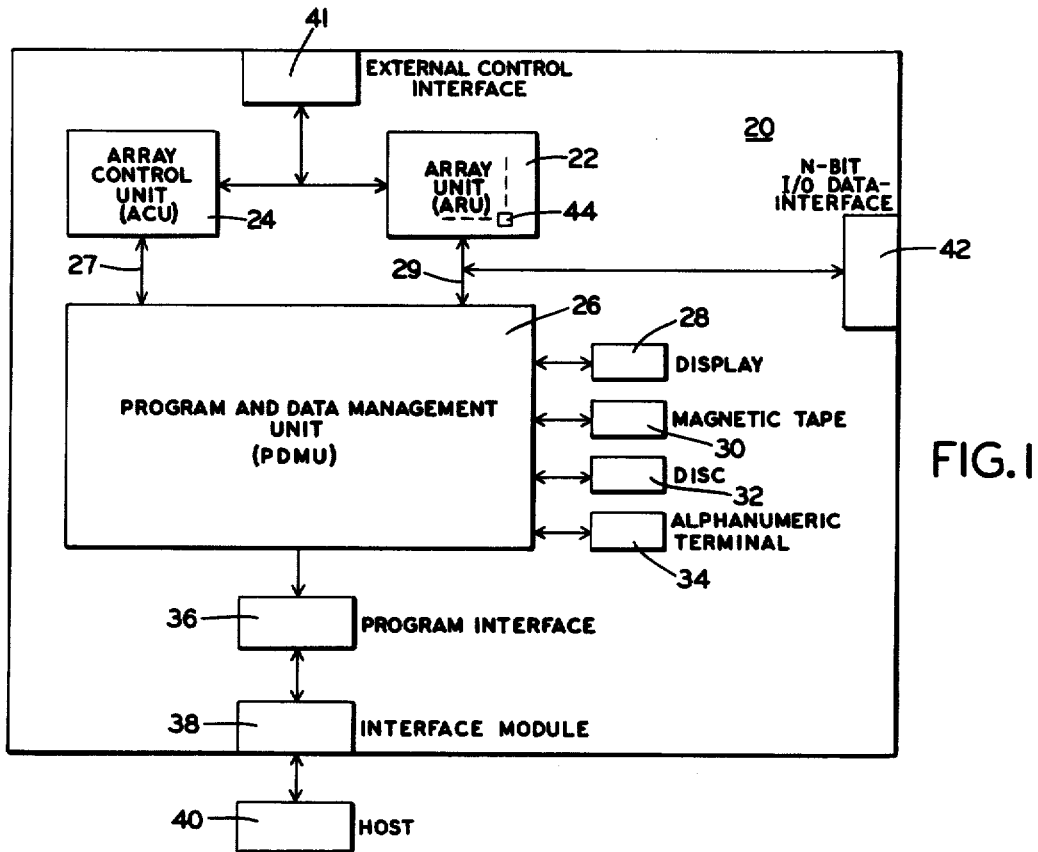 41
EXTERNAL CONTROL
INTERFACE
20
ARRAY
CONTROL
UNIT
(ACU)
24
ARRAY
UNIT
(ARU)
22
44
N-BIT
I/O DATA-
INTERFACE
42
27
29
26
PROGRAM AND DATA MANAGEMENT
UNIT
(PDMU)
28
DISPLAY
MAGNETIC TAPE
30
DISC
32
ALPHANUMERIC
TERMINAL
34
FIG.1
36
PROGRAM INTERFACE
38
INTERFACE MODULE
40
HOST